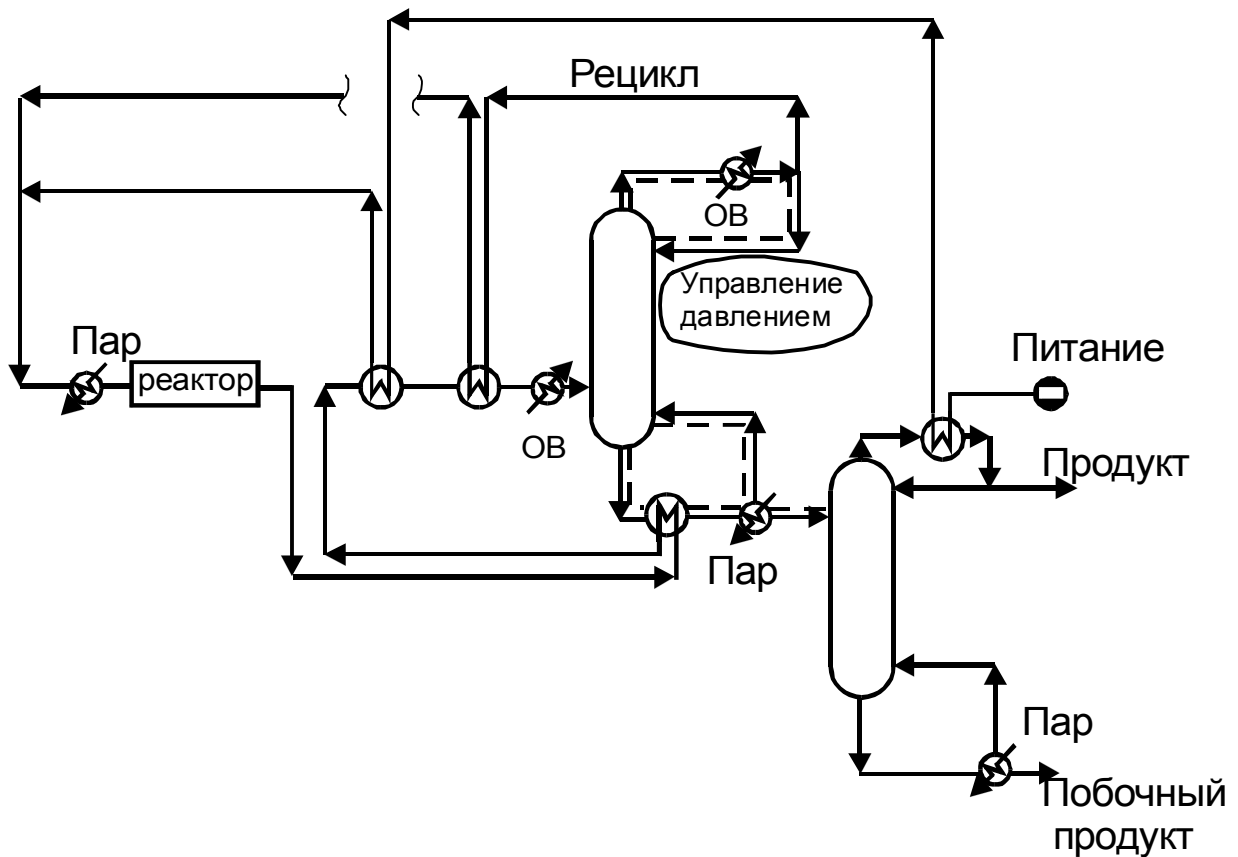 Рецикл
ОВ
Управление
давлением
Пар
реактор
Питание
ОВ
Продукт
Пар
Пар
Побочный
продукт